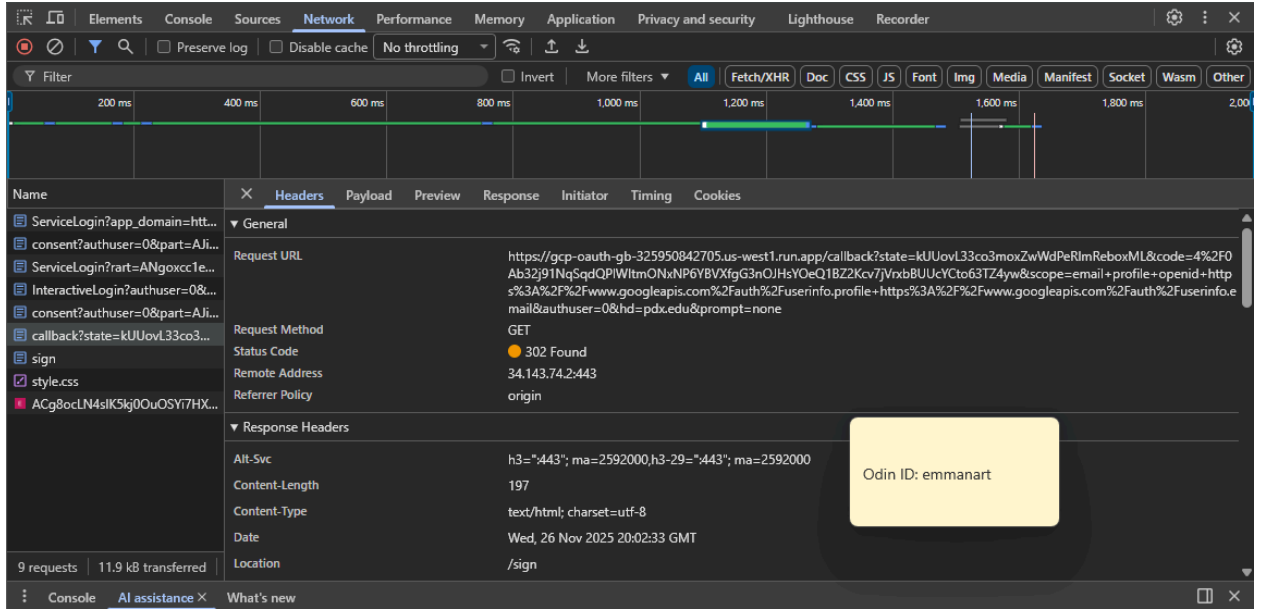 Elements Console Sources Network Performance Memory Application Privacy and security Lighthouse Recorder
Preserve log Disable cache No throttling
Filter Invert More filters ▼ All Fetch/XHR Doc CSS JS Font Img Media Manifest Socket Wasm Other
200 ms 400 ms 600 ms 800 ms 1,000 ms 1,200 ms 1,400 ms 1,600 ms 1,800 ms 2,00
Name
ServiceLogin?app_domain=htt...
consent?authuser=0&part=AJi...
ServiceLogin?rart=ANgoxcc1e...
InteractiveLogin?authuser=0&...
consent?authuser=0&part=AJi...
callback?state=kUUovL33co3...
sign
style.css
ACg8ocLN4slK5kj0OuOSYi7HX...
9 requests 11.9 kB transferred
Headers Payload Preview Response Initiator Timing Cookies
▼ General
Request URL
https://gcp-oauth-gb-325950842705.us-west1.run.app/callback?state=kUUovL33co3moxZwWdPeRlmReboxML&code=4%2F0
Ab32j91NqSqdQPlWltmONxNP6YBVXfgG3nOJHsYOeQ1BZ2Kcv7jVrxbBUUcYCto63TZ4yw&scope=email+profile+openid+http
s%3A%2F%2Fwww.googleapis.com%2Fauth%2Fuserinfo.profile+https%3A%2F%2Fwww.googleapis.com%2Fauth%2Fuserinfo.e
mail&authuser=0&hd=pdx.edu&prompt=none
Request Method GET
Status Code 302 Found
Remote Address 34.143.74.2:443
Referrer Policy origin
▼ Response Headers
Alt-Svc h3=":443"; ma=2592000,h3-29=":443"; ma=2592000
Content-Length 197
Content-Type text/html; charset=utf-8
Date Wed, 26 Nov 2025 20:02:33 GMT
Location /sign
Odin ID: emmanart
Console AI assistance What's new